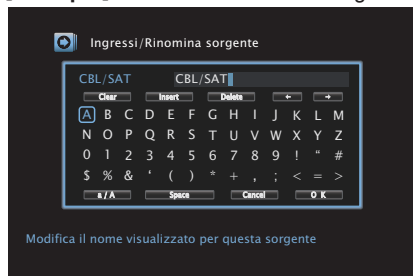 Ingressi/Rinomina sorgente
CBL/SAT CBL/SAT
Clear Insert Delete ← →
A B C D E F G H I J K L M
N O P Q R S T U V W X Y Z
0 1 2 3 4 5 6 7 8 9 ! “ #
$ % & ‘ ( ) * + , ; < = >
a / A Space Cancel O K
Modifica il nome visualizzato per questa sorgente